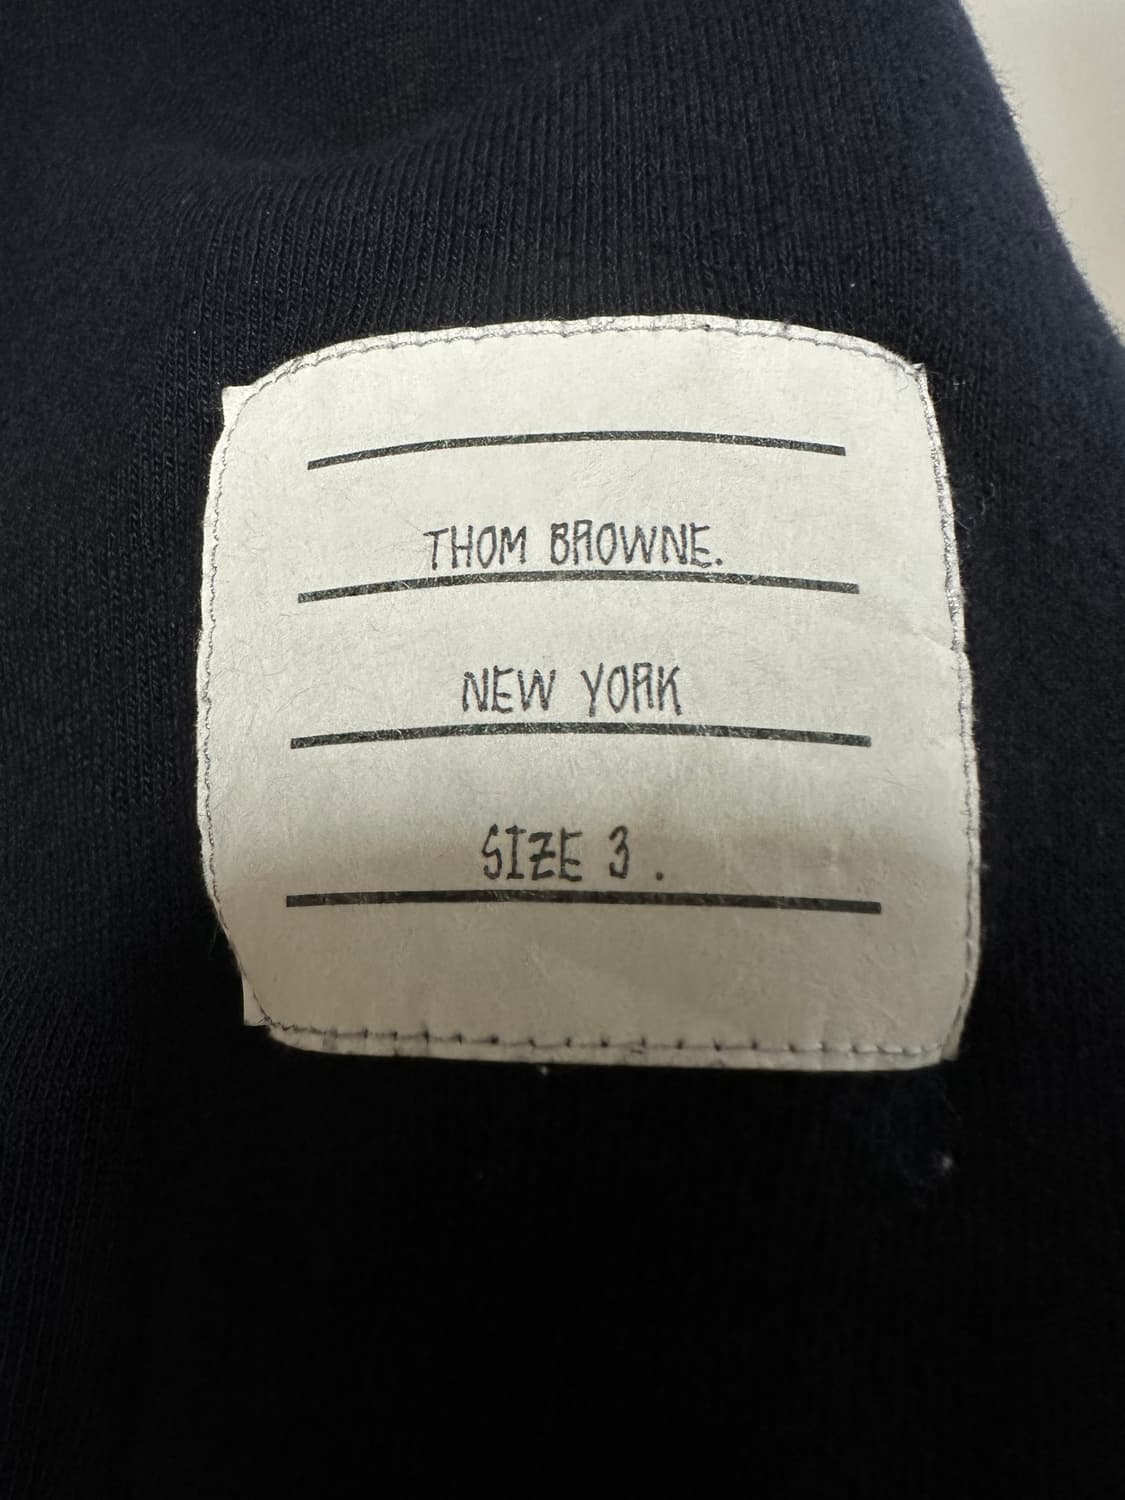 THOM BROWNE.
NEW YORK
SIZE 3 .